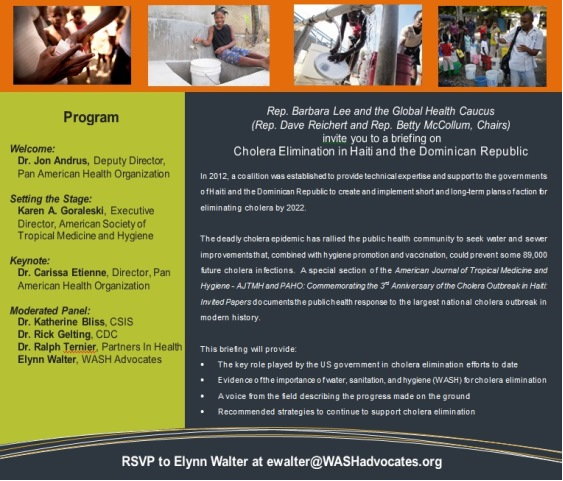 Program
Welcome:
Dr. Jon Andrus, Deputy Director,
Pan American Health Organization
Setting the Stage:
Karen A. Goraleski, Executive
Director, American Society of
Tropical Medicine and Hygiene
Keynote:
Dr. Carissa Etienne, Director, Pan
American Health Organization
Moderated Panel:
Dr. Katherine Bliss, CSIS
Dr. Rick Gelting, CDC
Dr. Ralph Ternier, Partners In Health
Elynn Walter, WASH Advocates
Rep. Barbara Lee and the Global Health Caucus
(Rep. Dave Reichert and Rep. Betty McCollum, Chairs)
invite you to a briefing on
Cholera Elimination in Haiti and the Dominican Republic
In 2012, a coalition was established to provide technical expertise and support to the governments
of Haiti and the Dominican Republic to create and implement short and long-term plans of action for
eliminating cholera by 2022.
The deadly cholera epidemic has rallied the public health community to seek water and sewer
improvements that, combined with hygiene promotion and vaccination, could prevent some 89,000
future cholera infections. A special section of the American Journal of Tropical Medicine and
Hygiene - AJTMH and PAHO: Commemorating the 3rd Anniversary of the Cholera Outbreak in Haiti:
Invited Papers documents the public health response to the largest national cholera outbreak in
modern history.
This briefing will provide:
• The key role played by the US government in cholera elimination efforts to date
• Evidence of the importance of water, sanitation, and hygiene (WASH) for cholera elimination
• A voice from the field describing the progress made on the ground
• Recommended strategies to continue to support cholera elimination
RSVP to Elynn Walter at ewalter@WASHadvocates.org